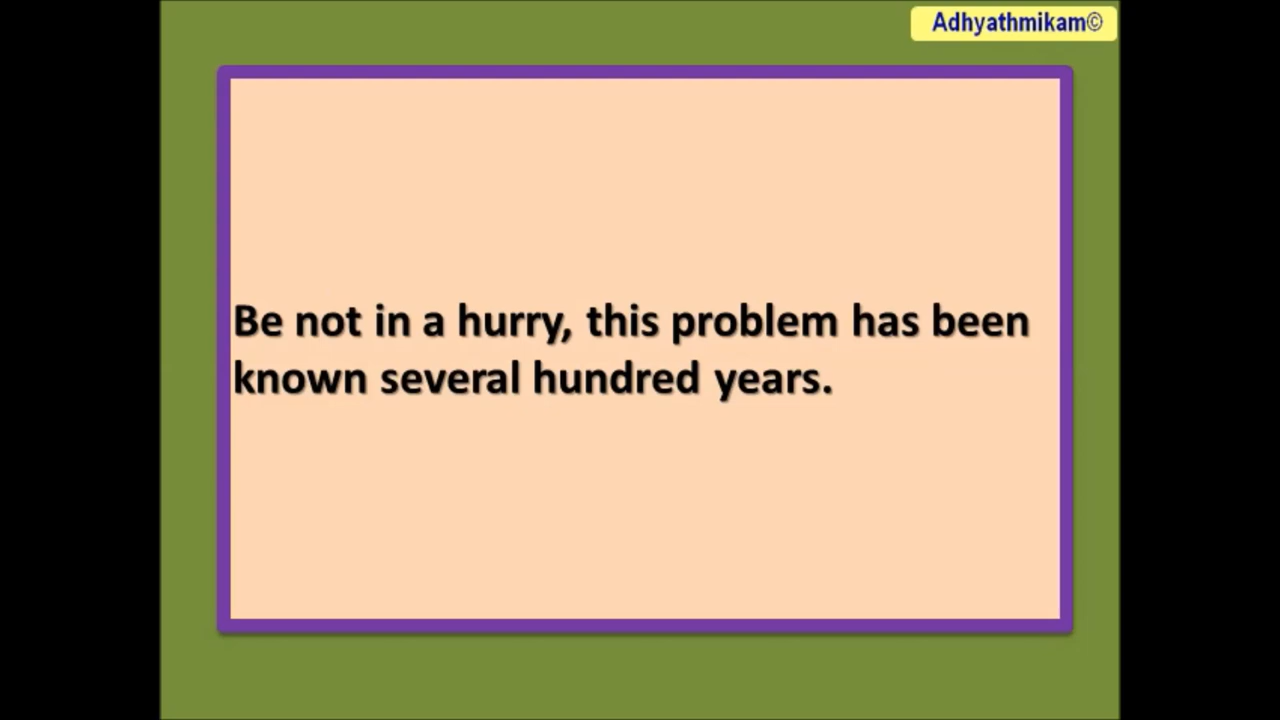 Adhyathmikam©
Be not in a hurry, this problem has been
known several hundred years.